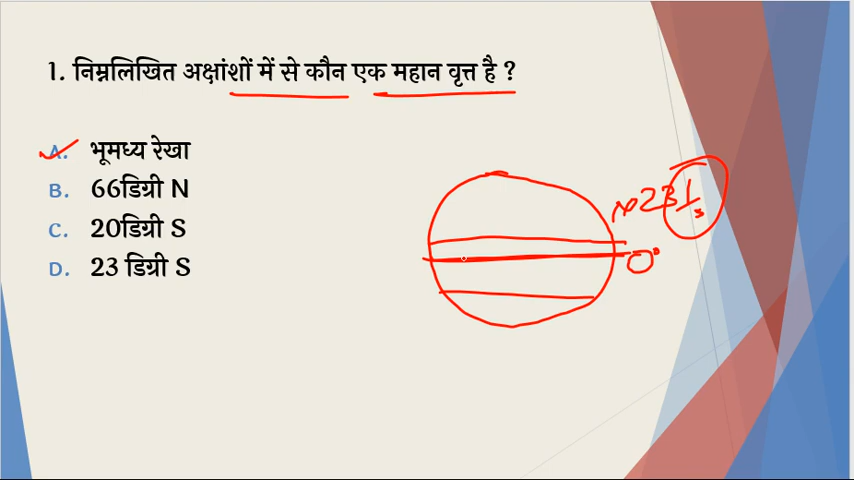 1. निम्नलिखित अक्षांशों में से कौन एक महान वृत्त है ?
A. भूमध्य रेखा
B. 66डिग्री N
C. 20डिग्री S
D. 23 डिग्री S
0°